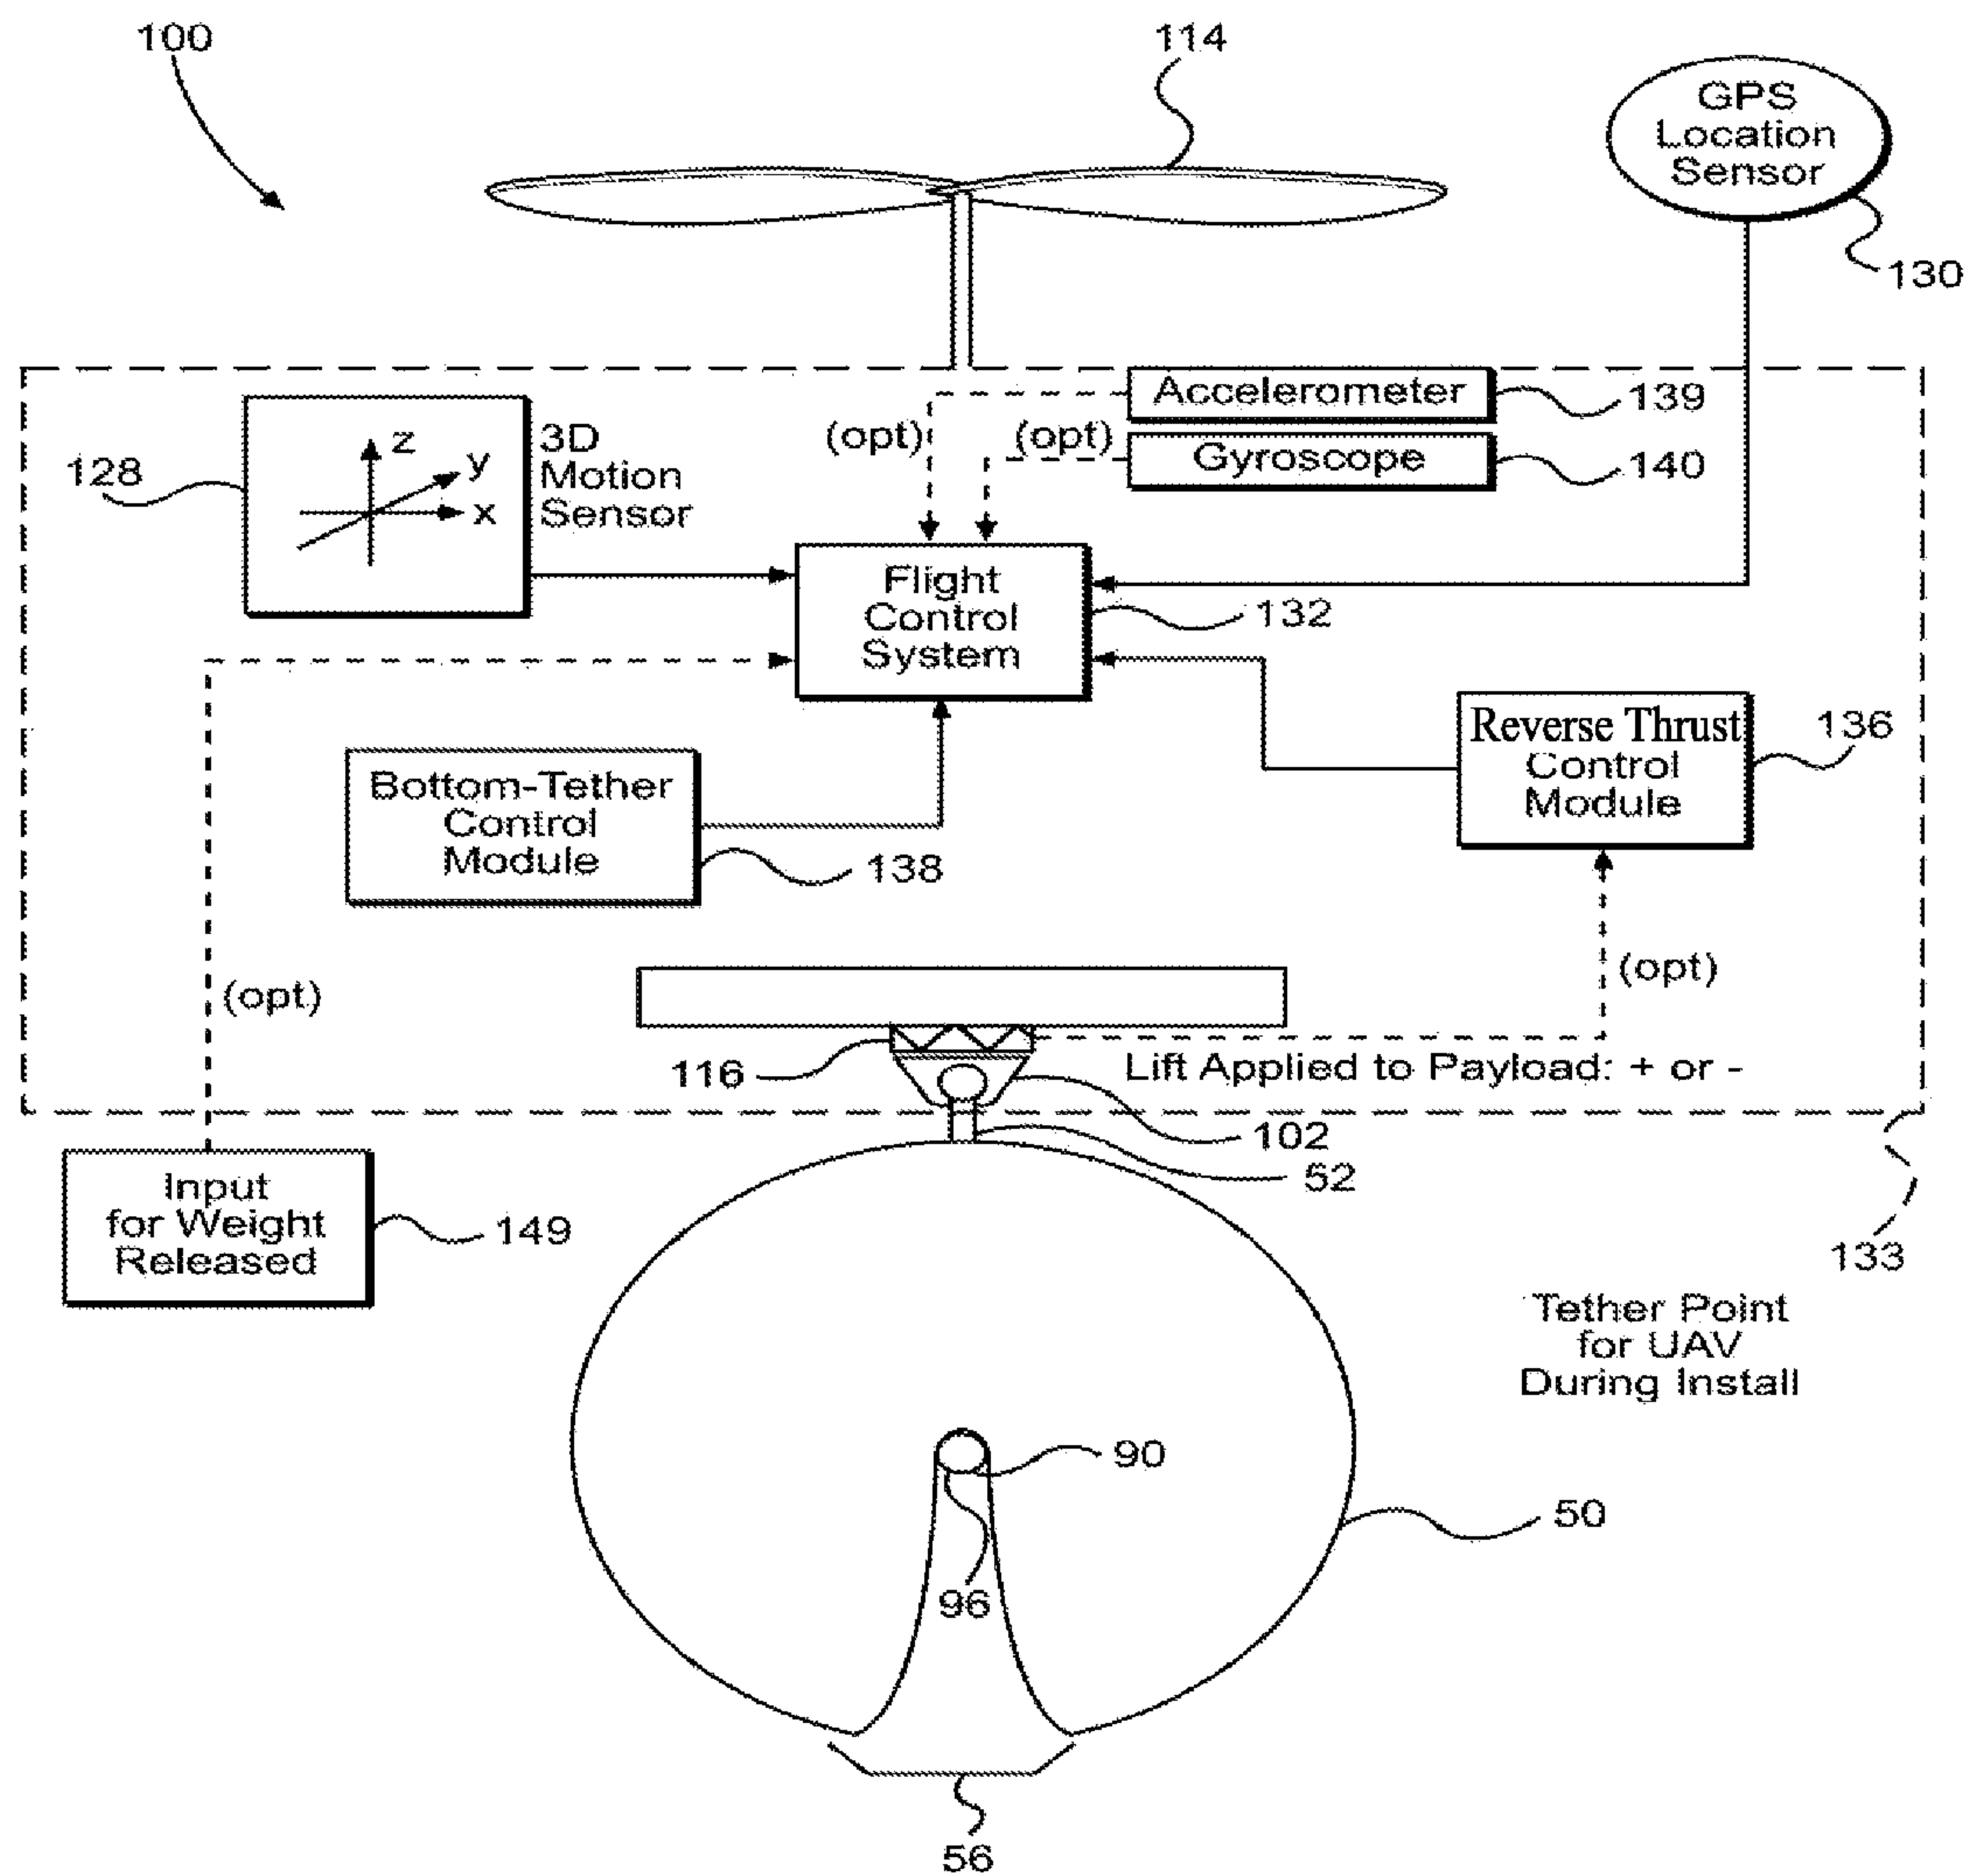 100
114
GPS
Location
Sensor
130
Accelerometer
139
(opt)
(opt)
Gyroscope
140
128
z
y
x
3D
Motion
Sensor
Flight
Control
System
132
Reverse Thrust
Control
Module
136
Bottom-Tether
Control
Module
138
(opt)
(opt)
116
Lift Applied to Payload: + or -
102
52
Input
for Weight
Released
149
133
Tether Point
for UAV
During Install
90
50
96
56